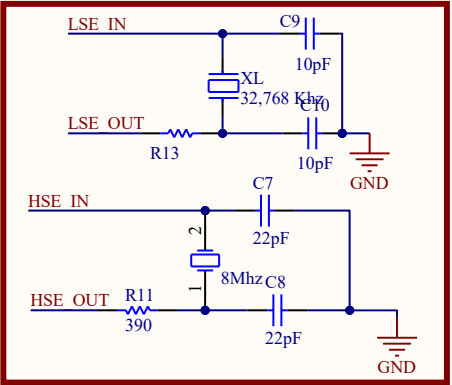 LSE_IN
C9
10pF
XL
32,768 Khz
C10
LSE_OUT
R13
10pF
GND
HSE_IN
C7
2
22pF
8Mhz
C8
1
HSE_OUT
R11
390
22pF
GND